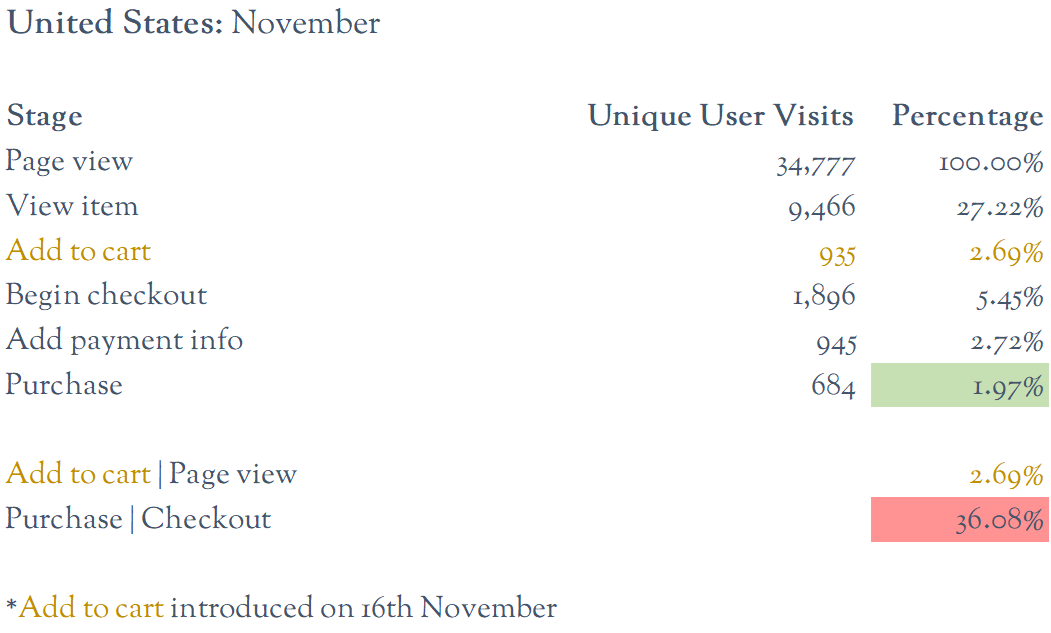 United States: November
Stage Unique User Visits Percentage
Page view 34,777 100.00%
View item 9,466 27.22%
Add to cart 935 2.69%
Begin checkout 1,896 5.45%
Add payment info 945 2.72%
Purchase 684 1.97%
Add to cart | Page view 2.69%
Purchase | Checkout 36.08%
*Add to cart introduced on 16th November